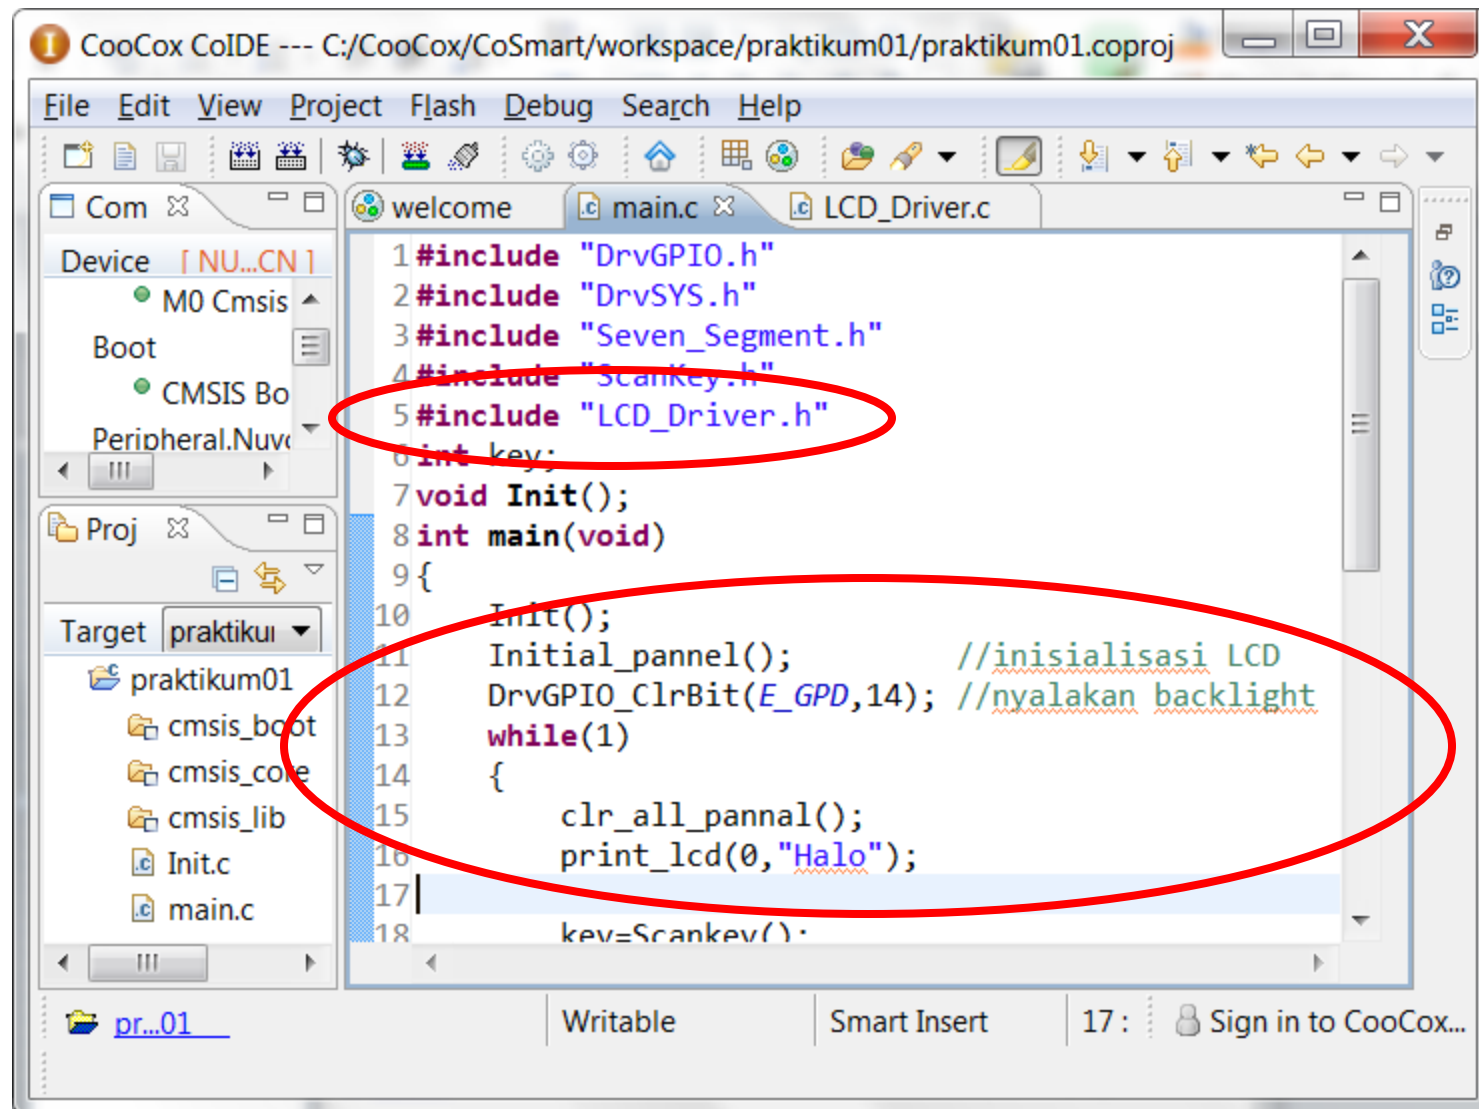 CooCox CoIDE --- C:/CooCox/CoSmart/workspace/praktikum01/praktikum01.coproj
File Edit View Project Flash Debug Search Help
Com
Device [ NU...CN ]
M0 Cmsis
Boot
CMSIS Bo
Peripheral.Nuvo
Proj
Target praktikui
praktikum01
cmsis_boot
cmsis_core
cmsis_lib
Init.c
main.c
welcome main.c LCD_Driver.c
1 #include "DrvGPIO.h"
2 #include "DrvSYS.h"
3 #include "Seven_Segment.h"
4 #include "ScanKey.h"
5 #include "LCD_Driver.h"
6 int key;
7 void Init();
8 int main(void)
9 {
10 Init();
11 Initial_pannel(); //inisialisasi LCD
12 DrvGPIO_ClrBit(E_GPD,14); //nyalakan backlight
13 while(1)
14 {
15 clr_all_pannal();
16 print_lcd(0,"Halo");
17
18 key=Scankey();
pr...01 Writable Smart Insert 17 : Sign in to CooCox...